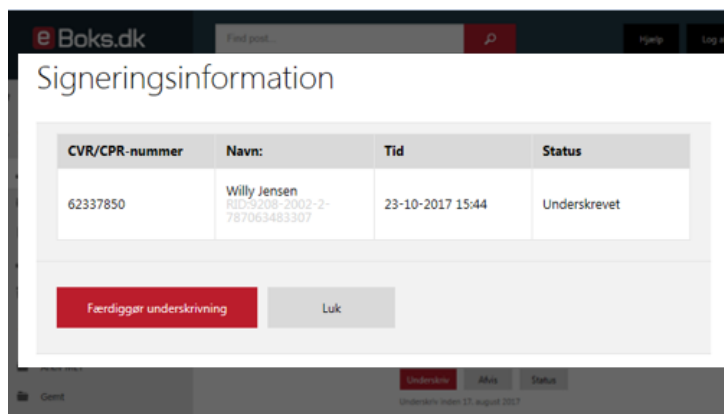 e Boks.dk
Find post...
Hjælp
Log a
Signeringsinformation
CVR/CPR-nummer Navn: Tid Status
62337850 Willy Jensen 23-10-2017 15:44 Underskrevet
RID:9208-2002-2-
787063483307
Færdiggør underskrivning Luk
Underskriv Afvis Status
Gemt
Underskriv inden 17. august 2017